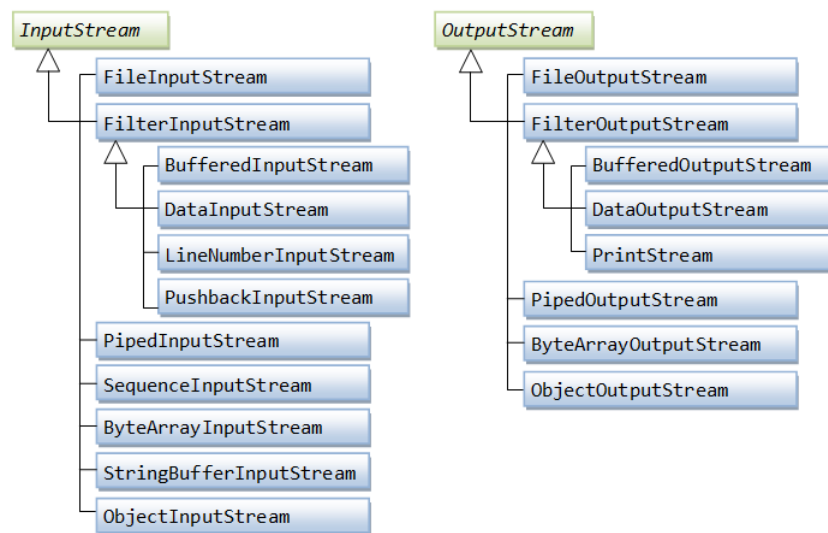 InputStream
FileInputStream
FilterInputStream
BufferedInputStream
DataInputStream
LineNumberInputStream
PushbackInputStream
PipedInputStream
SequenceInputStream
ByteArrayInputStream
StringBufferInputStream
ObjectInputStream
OutputStream
FileOutputStream
FilterOutputStream
BufferedOutputStream
DataOutputStream
PrintStream
PipedOutputStream
ByteArrayOutputStream
ObjectOutputStream